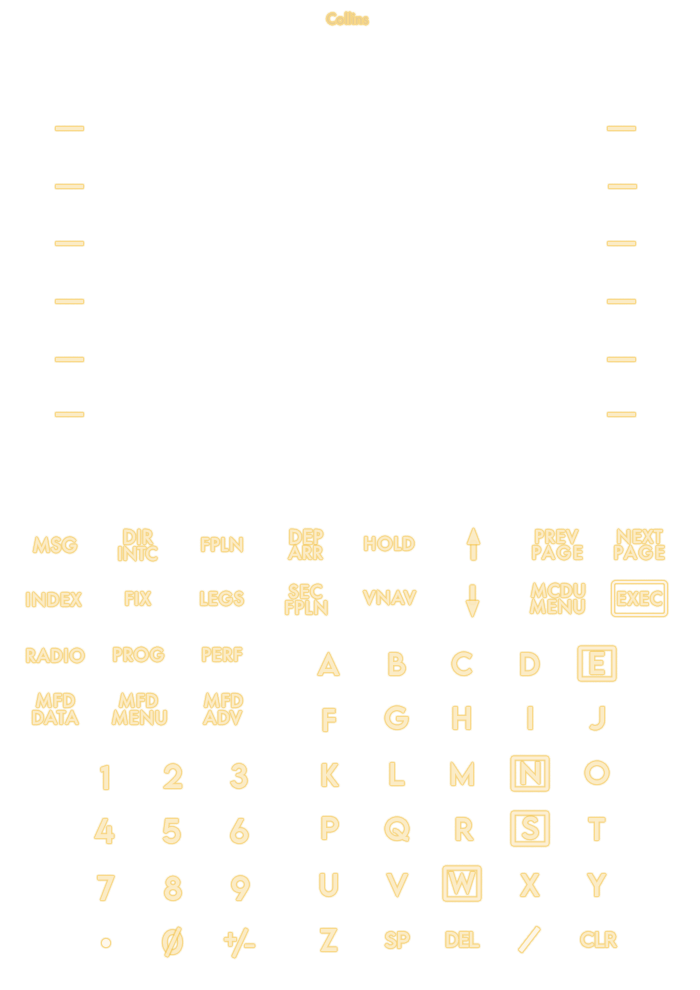 Collins
MSG DIR INTC FPLN DEP ARR HOLD ↑ PREV PAGE NEXT PAGE
INDEX FIX LEGS SEC FPLN VNAV ↓ MCDU MENU EXEC
RADIO PROG PERF
MFD DATA MFD MENU MFD ADV
A B C D E
F G H I J
1 2 3 K L M N O
4 5 6 P Q R S T
7 8 9 U V W X Y
. Ø +/- Z SP DEL / CLR